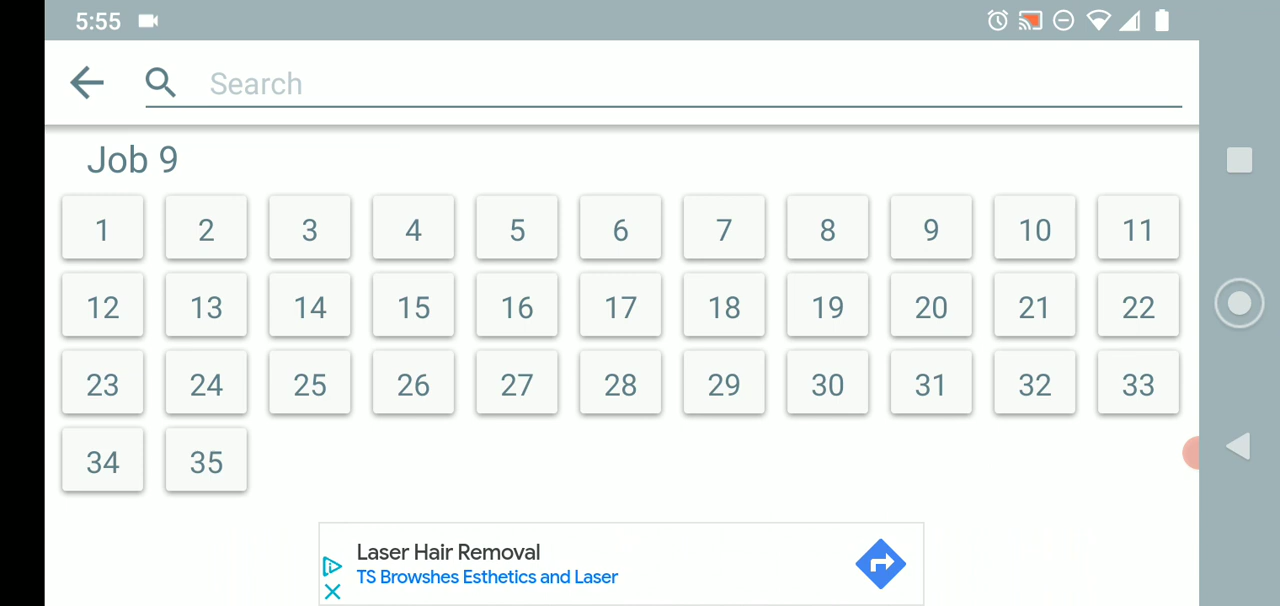 5:55
Search
Job 9
1 2 3 4 5 6 7 8 9 10 11
12 13 14 15 16 17 18 19 20 21 22
23 24 25 26 27 28 29 30 31 32 33
34 35
Laser Hair Removal
TS Browshes Esthetics and Laser